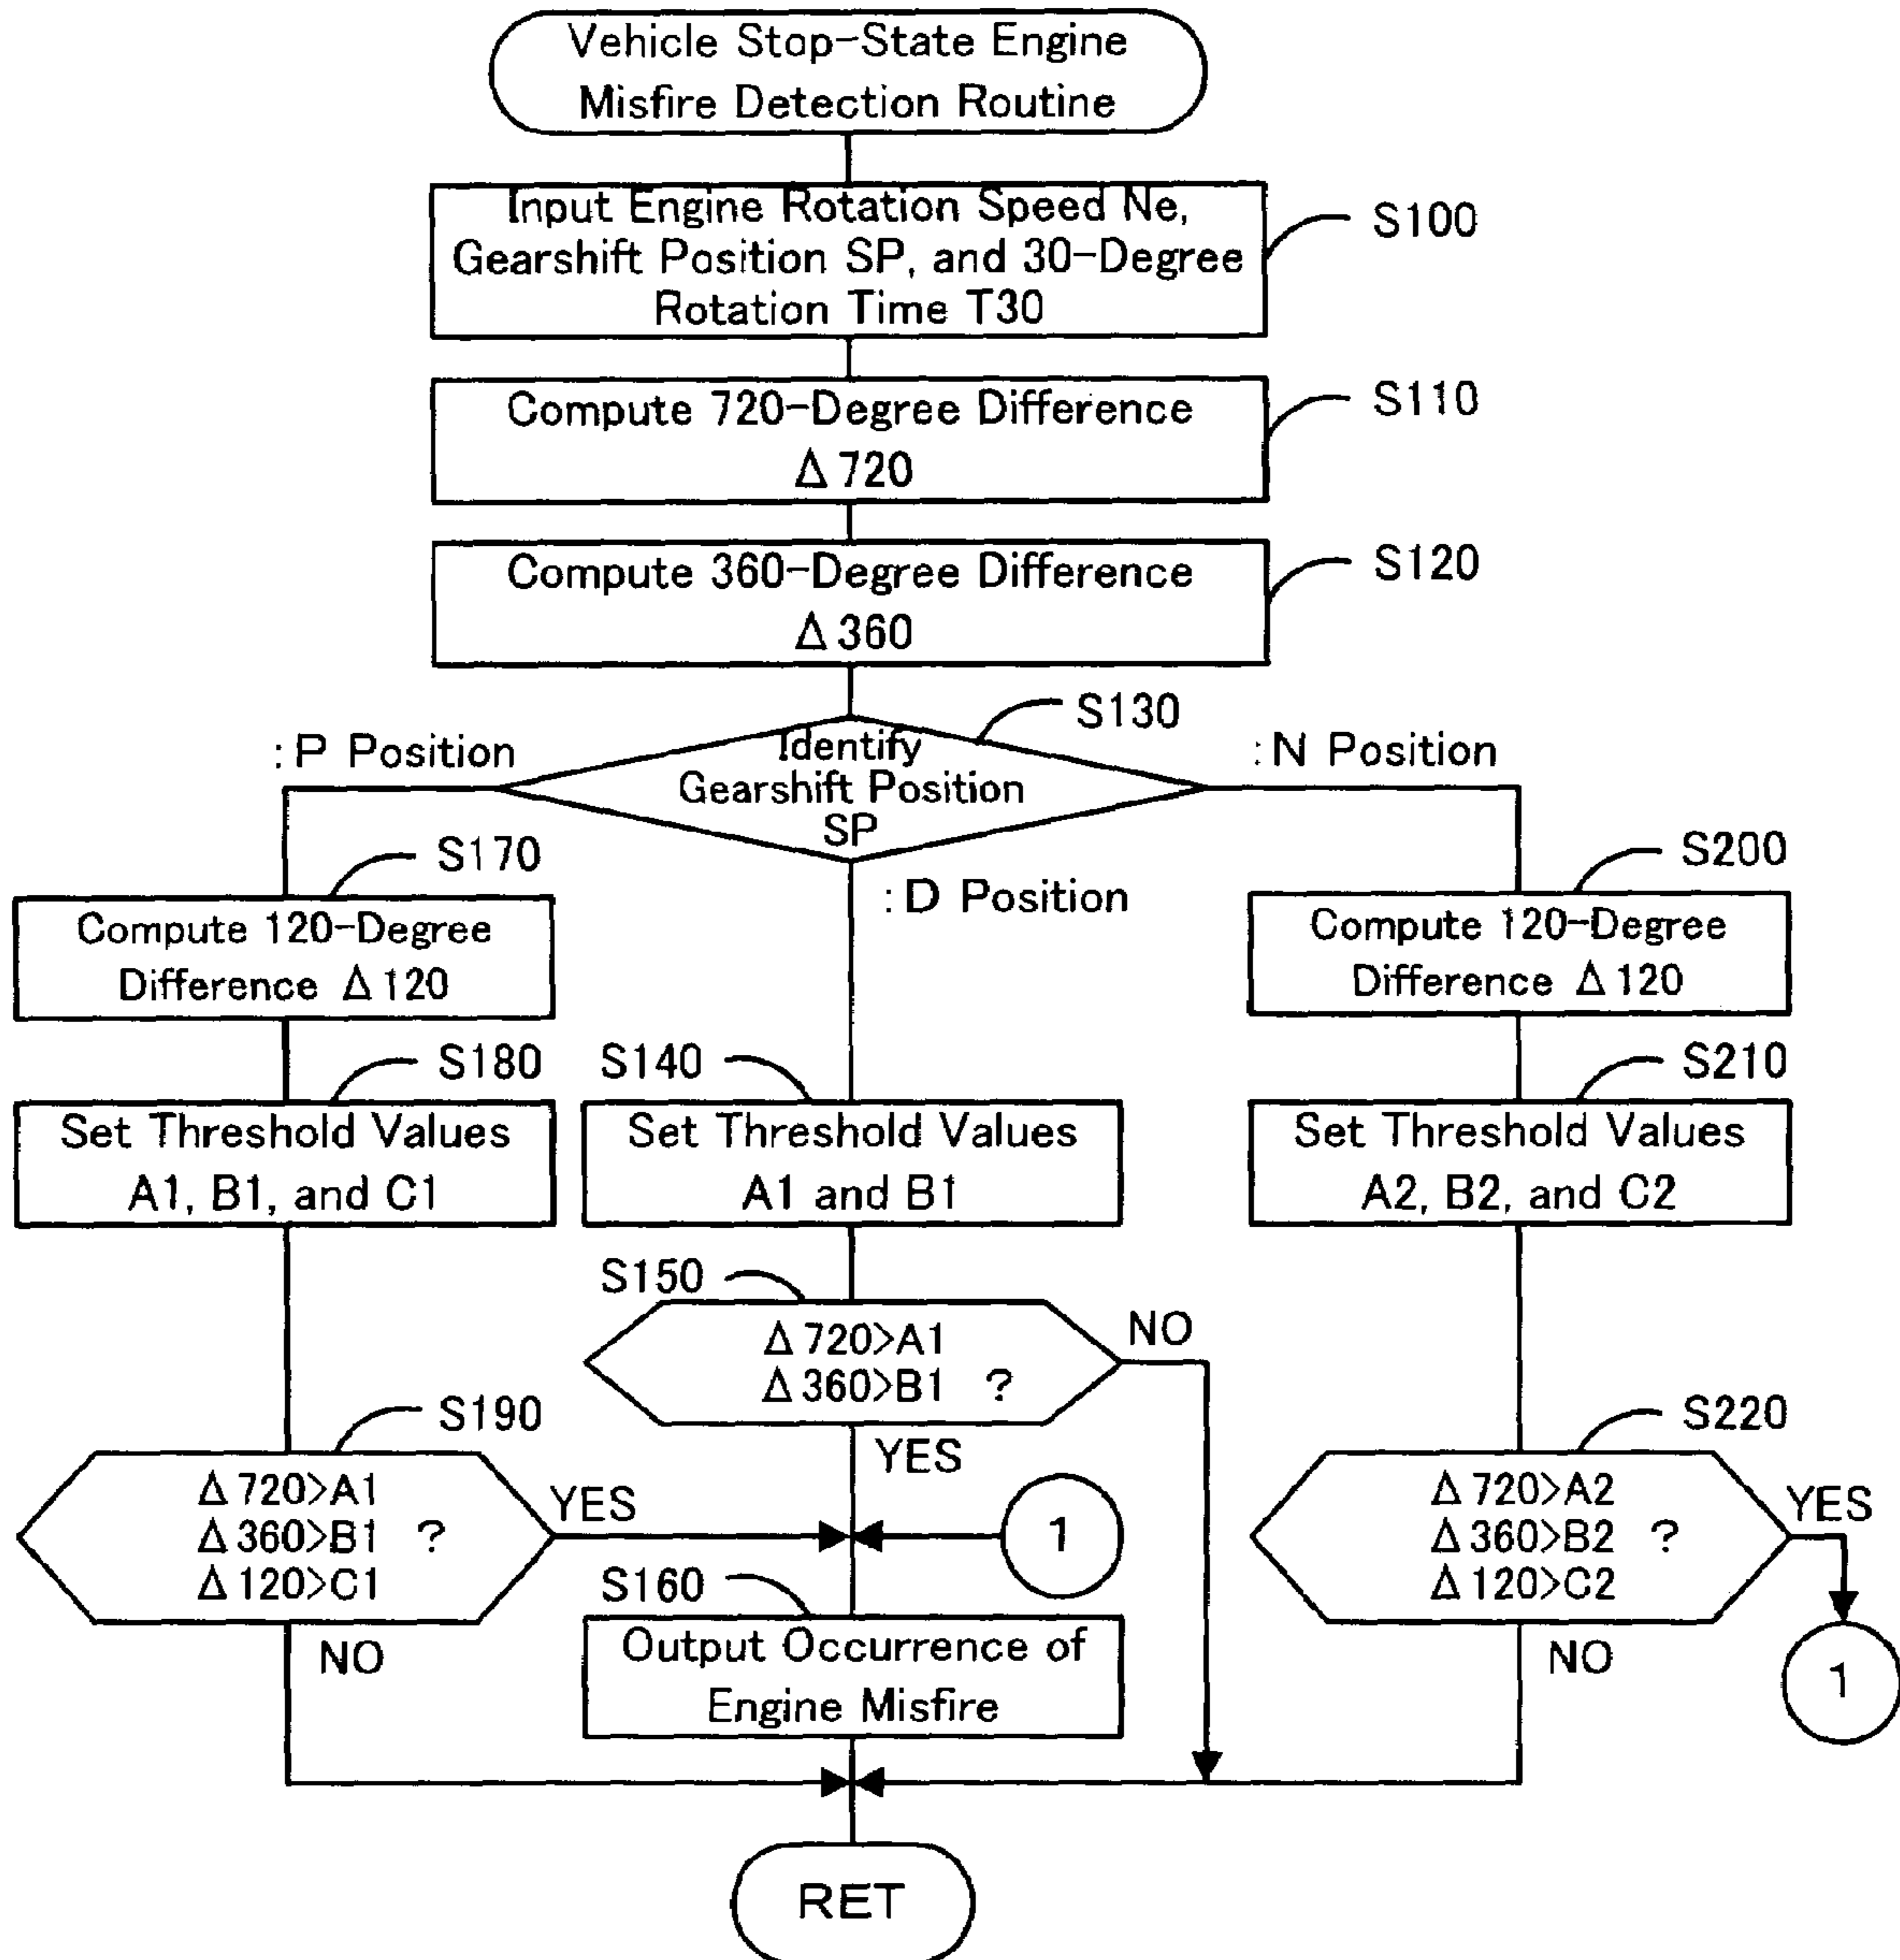 Vehicle Stop-State Engine
Misfire Detection Routine
Input Engine Rotation Speed Ne,
Gearshift Position SP, and 30-Degree
Rotation Time T30
S100
Compute 720-Degree Difference
Δ720
S110
Compute 360-Degree Difference
Δ360
S120
S130
Identify
Gearshift Position
SP
:P Position
:N Position
:D Position
S170
Compute 120-Degree
Difference Δ120
S200
Compute 120-Degree
Difference Δ120
S180
Set Threshold Values
A1, B1, and C1
S140
Set Threshold Values
A1 and B1
S210
Set Threshold Values
A2, B2, and C2
S150
Δ720>A1
Δ360>B1 ?
NO
YES
S190
Δ720>A1
Δ360>B1 ?
Δ120>C1
YES
NO
1
S220
Δ720>A2
Δ360>B2 ?
Δ120>C2
YES
NO
1
S160
Output Occurrence of
Engine Misfire
RET